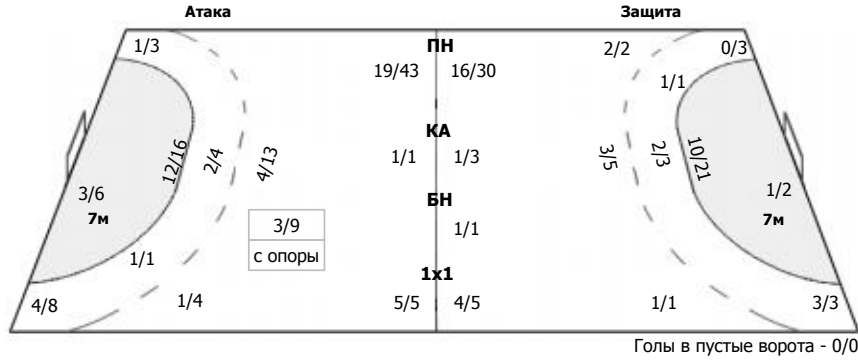 Атака Защита
1/3 ПН 2/2 0/3
19/43 16/30
1/1
12/16 2/4 4/13 КА 3/5 2/3 10/21
1/1 1/3
3/6 БН 1/2
7м 7м
3/9 1/1
с опоры
1/1
1x1
4/8 1/4 5/5 4/5 1/1 3/3
Голы в пустые ворота - 0/0